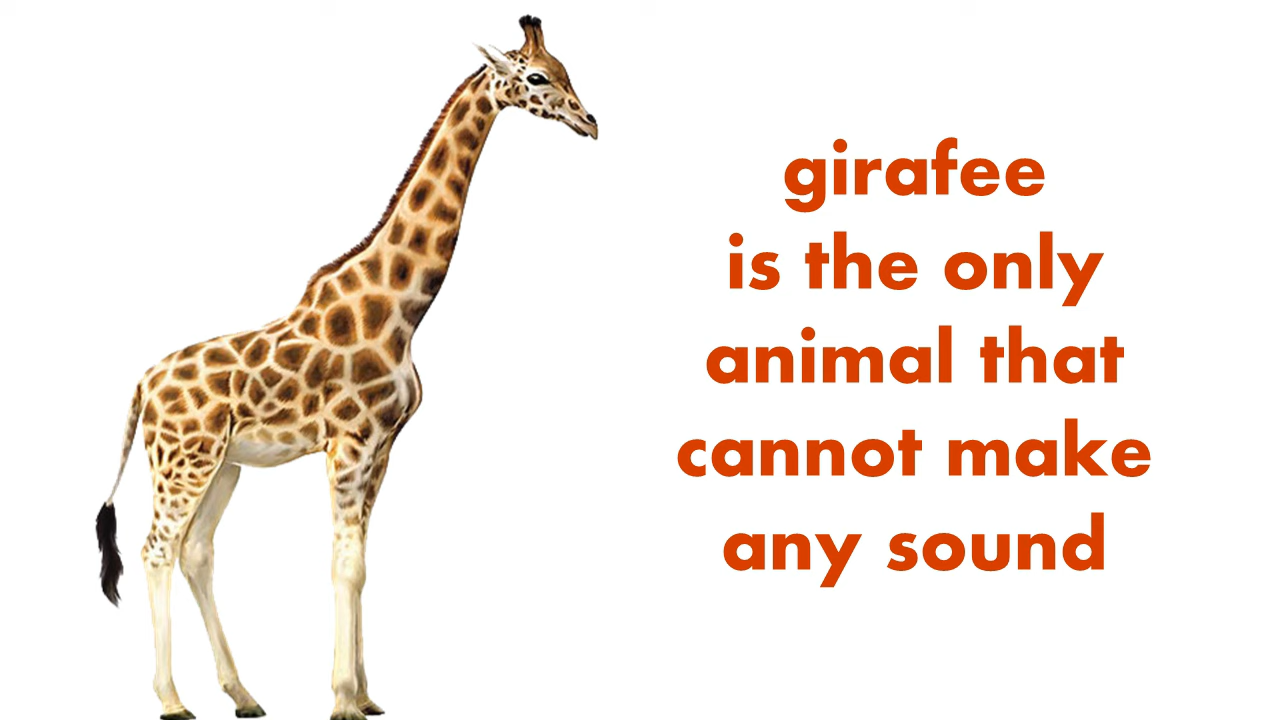 girafee
is the only
animal that
cannot make
any sound